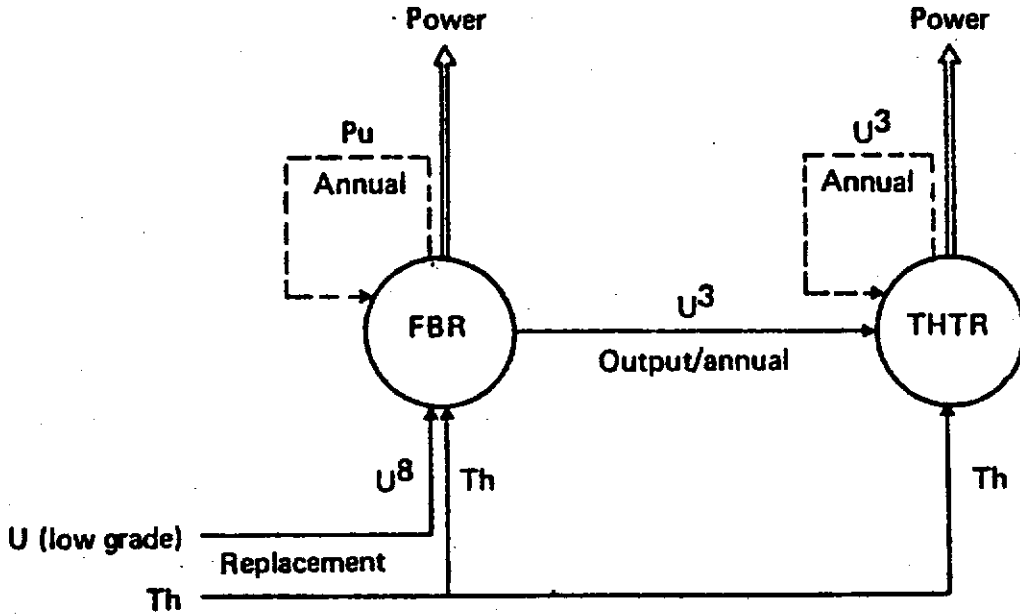 Power
Power
Pu
Annual
U³
Annual
FBR
U³
Output/annual
THTR
U⁸
Th
Th
U (low grade)
Replacement
Th